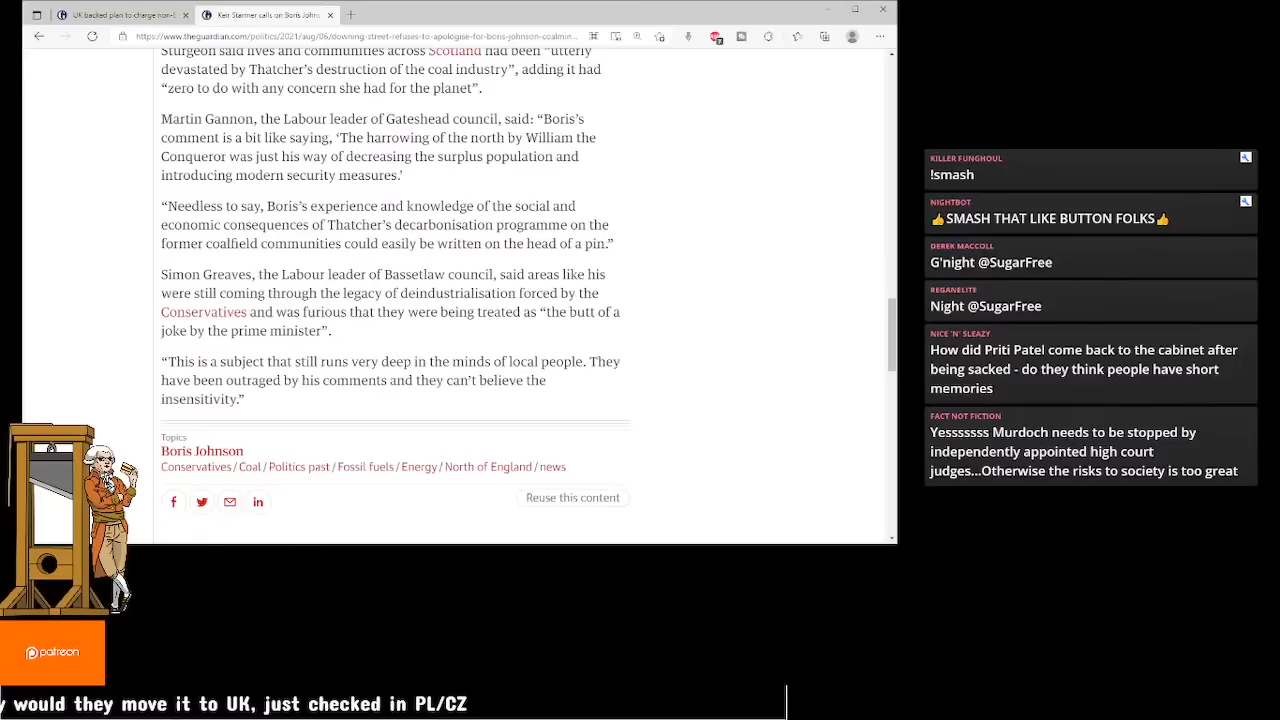 UK backed plan to charge non-S
Keir Starmer calls on Boris Johns
https://www.theguardian.com/politics/2021/aug/06/downing-street-refuses-to-apologise-for-boris-johnson-coalmin...
Sturgeon said lives and communities across Scotland had been “utterly
devastated by Thatcher’s destruction of the coal industry”, adding it had
“zero to do with any concern she had for the planet”.
Martin Gannon, the Labour leader of Gateshead council, said: “Boris’s
comment is a bit like saying, ‘The harrowing of the north by William the
Conqueror was just his way of decreasing the surplus population and
introducing modern security measures.’
“Needless to say, Boris’s experience and knowledge of the social and
economic consequences of Thatcher’s decarbonisation programme on the
former coalfield communities could easily be written on the head of a pin.”
Simon Greaves, the Labour leader of Bassetlaw council, said areas like his
were still coming through the legacy of deindustrialisation forced by the
Conservatives and was furious that they were being treated as “the butt of a
joke by the prime minister”.
“This is a subject that still runs very deep in the minds of local people. They
have been outraged by his comments and they can’t believe the
insensitivity.”
Topics
Boris Johnson
Conservatives / Coal / Politics past / Fossil fuels / Energy / North of England / news
Reuse this content
KILLER FUNGHOUL
!smash
NIGHTBOT
👍SMASH THAT LIKE BUTTON FOLKS👍
DEREK MACCOLL
G'night @SugarFree
REGANELITE
Night @SugarFree
NICE 'N' SLEAZY
How did Priti Patel come back to the cabinet after
being sacked - do they think people have short
memories
FACT NOT FICTION
Yesssssss Murdoch needs to be stopped by
independently appointed high court
judges...Otherwise the risks to society is too great
patreon
y would they move it to UK, just checked in PL/CZ